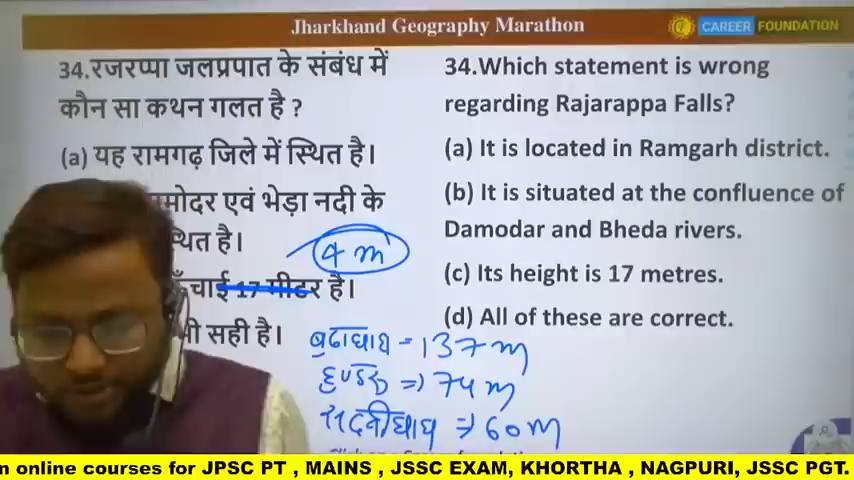 Jharkhand Geography Marathon
CAREER FOUNDATION
34.रजरप्पा जलप्रपात के संबंध में
कौन सा कथन गलत है ?
(a) यह रामगढ़ जिले में स्थित है।
एवं भेड़ा नदी के
है।
4 m
17 मीटर है।
सही है।
बुढाघाघ = 137 m
=) 74 m
=) 60 m
34.Which statement is wrong
regarding Rajarappa Falls?
(a) It is located in Ramgarh district.
(b) It is situated at the confluence of
Damodar and Bheda rivers.
(c) Its height is 17 metres.
(d) All of these are correct.
online courses for JPSC PT , MAINS , JSSC EXAM, KHORTHA , NAGPURI, JSSC PGT.